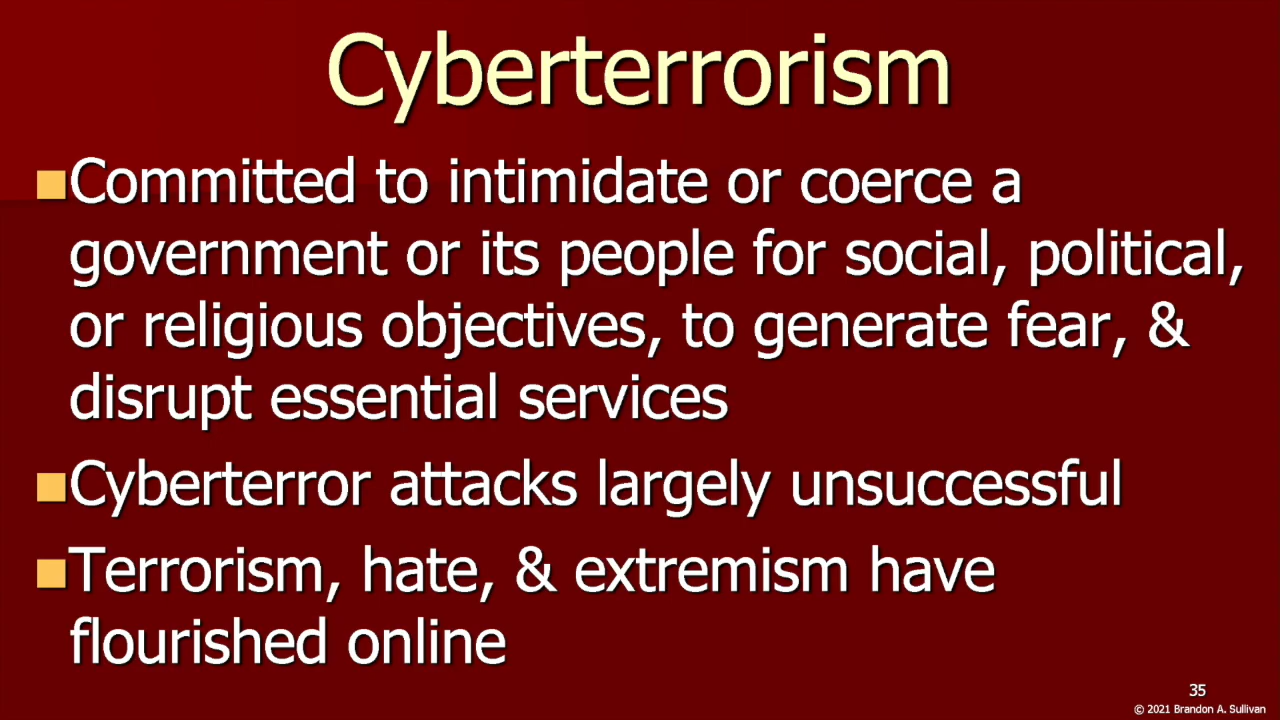 Cyberterrorism
Committed to intimidate or coerce a
government or its people for social, political,
or religious objectives, to generate fear, &
disrupt essential services
Cyberterror attacks largely unsuccessful
Terrorism, hate, & extremism have
flourished online
35
© 2021 Brandon A. Sullivan